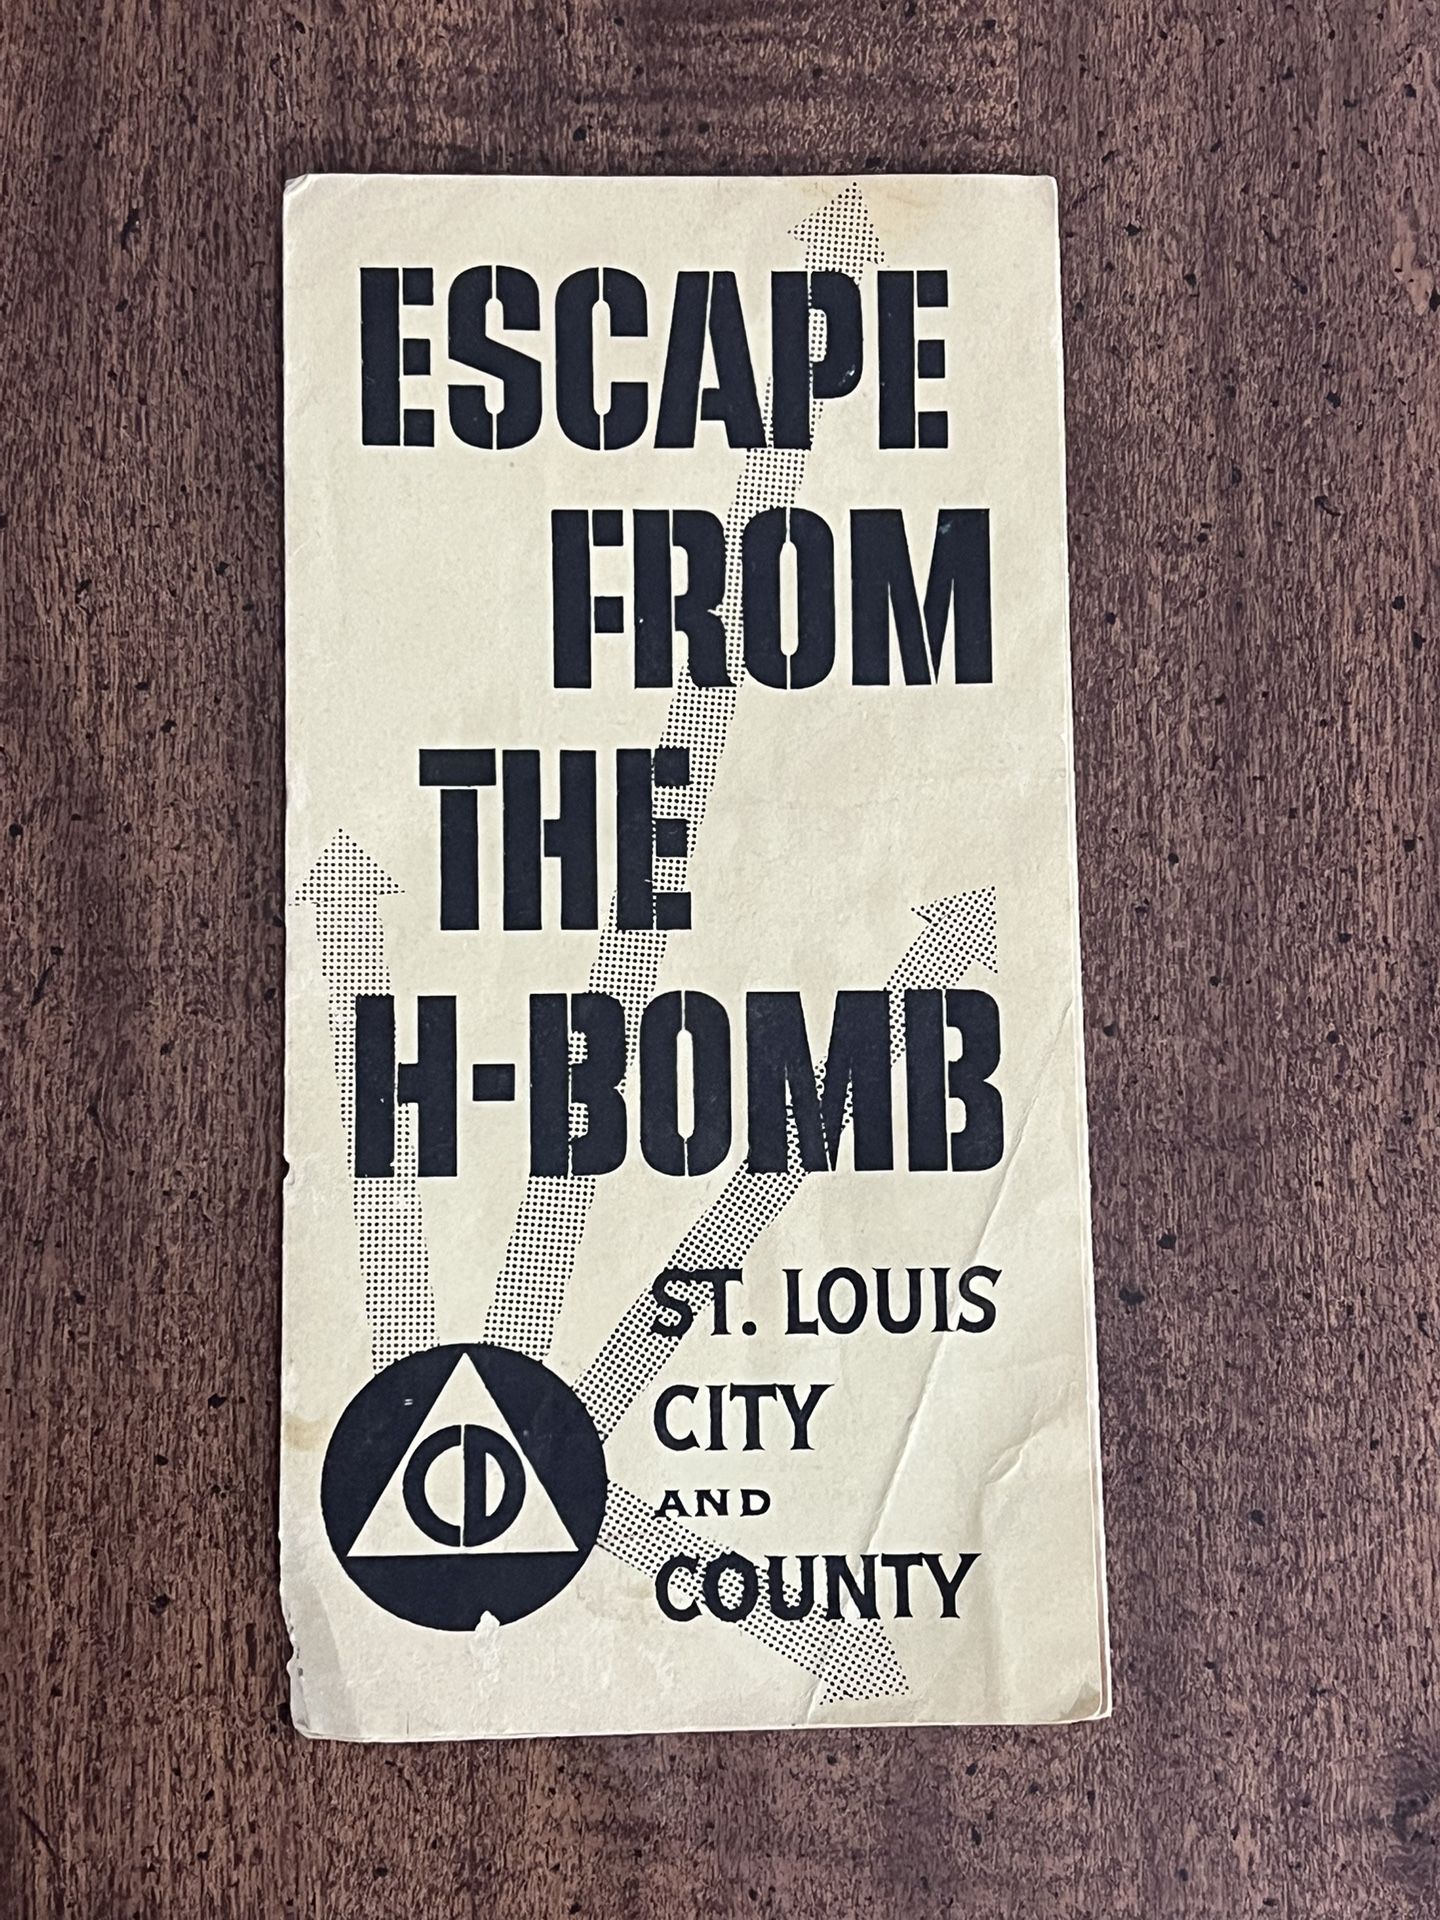 ESCAPE
FROM
THE
H-BOMB
ST. LOUIS
CITY
AND
COUNTY
CD